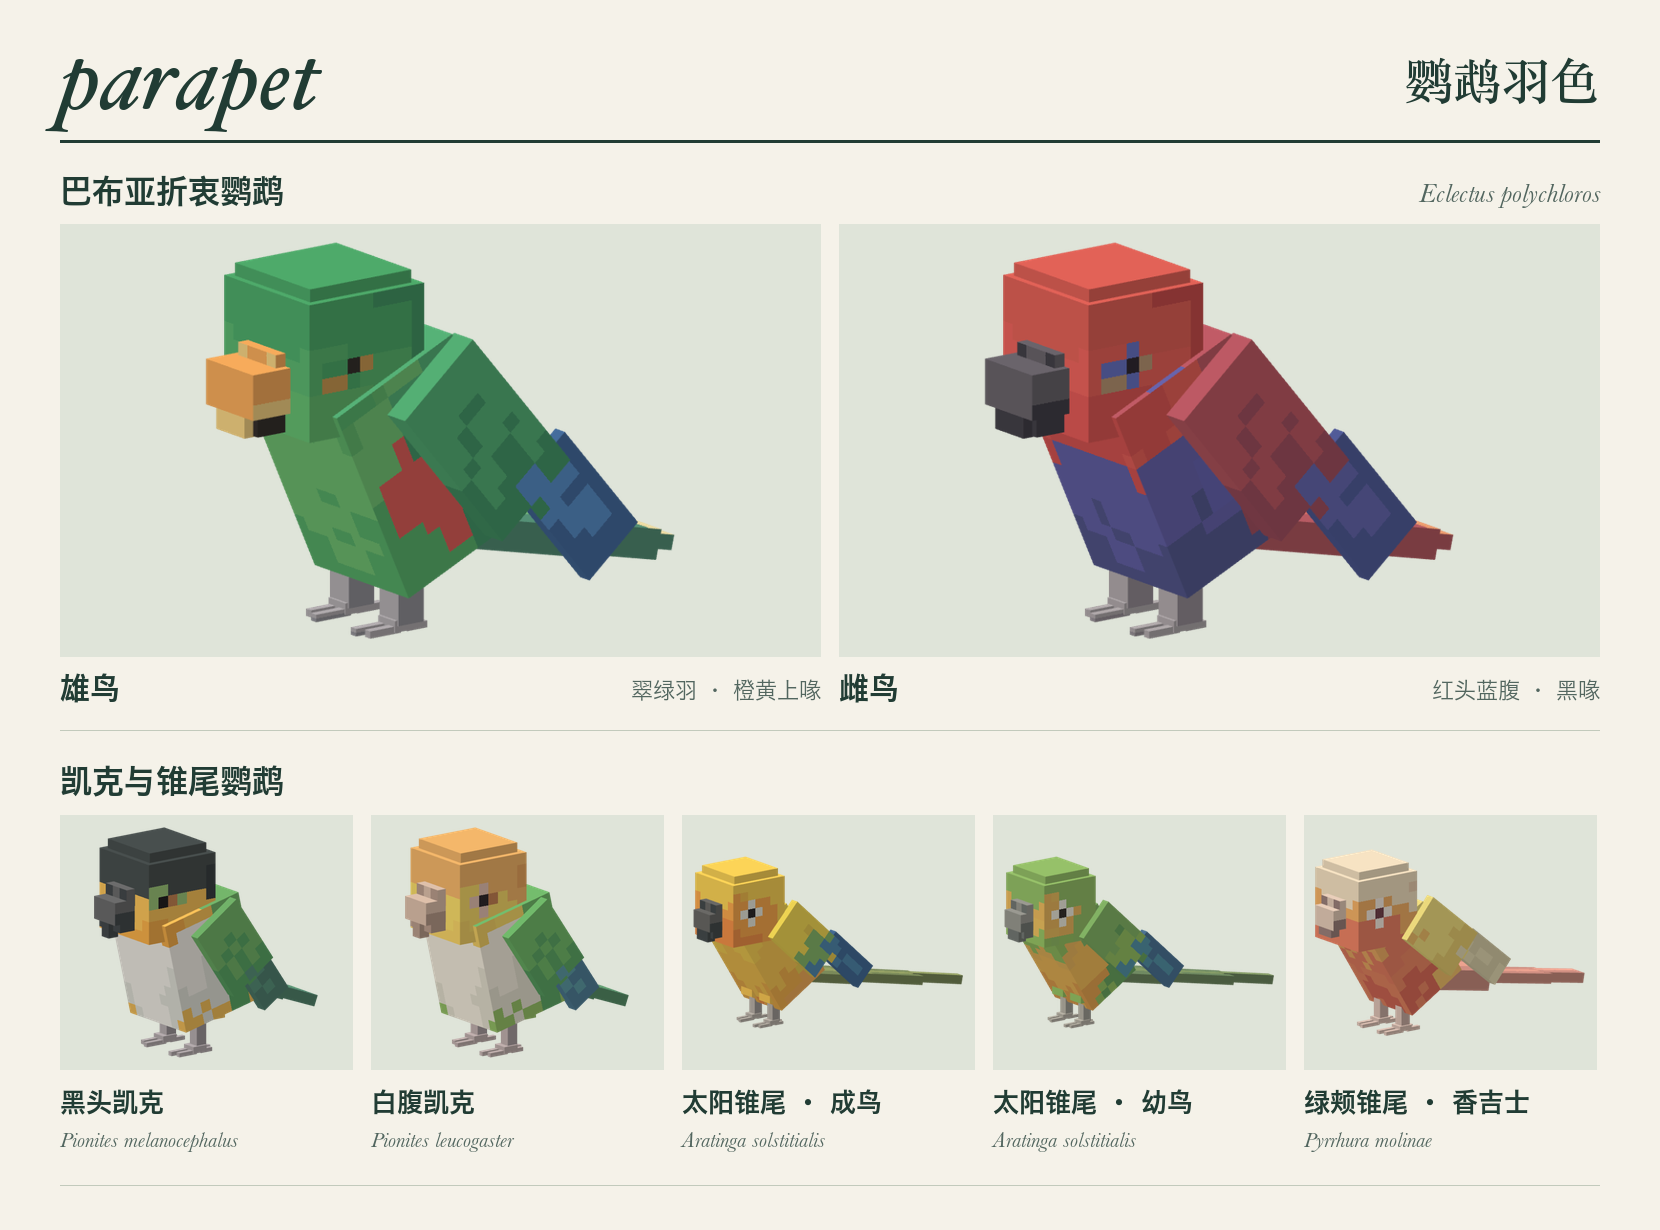 parapet
鹦鹉羽色
巴布亚折衷鹦鹉
Eclectus polychloros
雄鸟
翠绿羽 · 橙黄上喙
雌鸟
红头蓝腹 · 黑喙
凯克与锥尾鹦鹉
黑头凯克
Pionites melanocephalus
白腹凯克
Pionites leucogaster
太阳锥尾 · 成鸟
Aratinga solstitialis
太阳锥尾 · 幼鸟
Aratinga solstitialis
绿颊锥尾 · 香吉士
Pyrrhura molinae